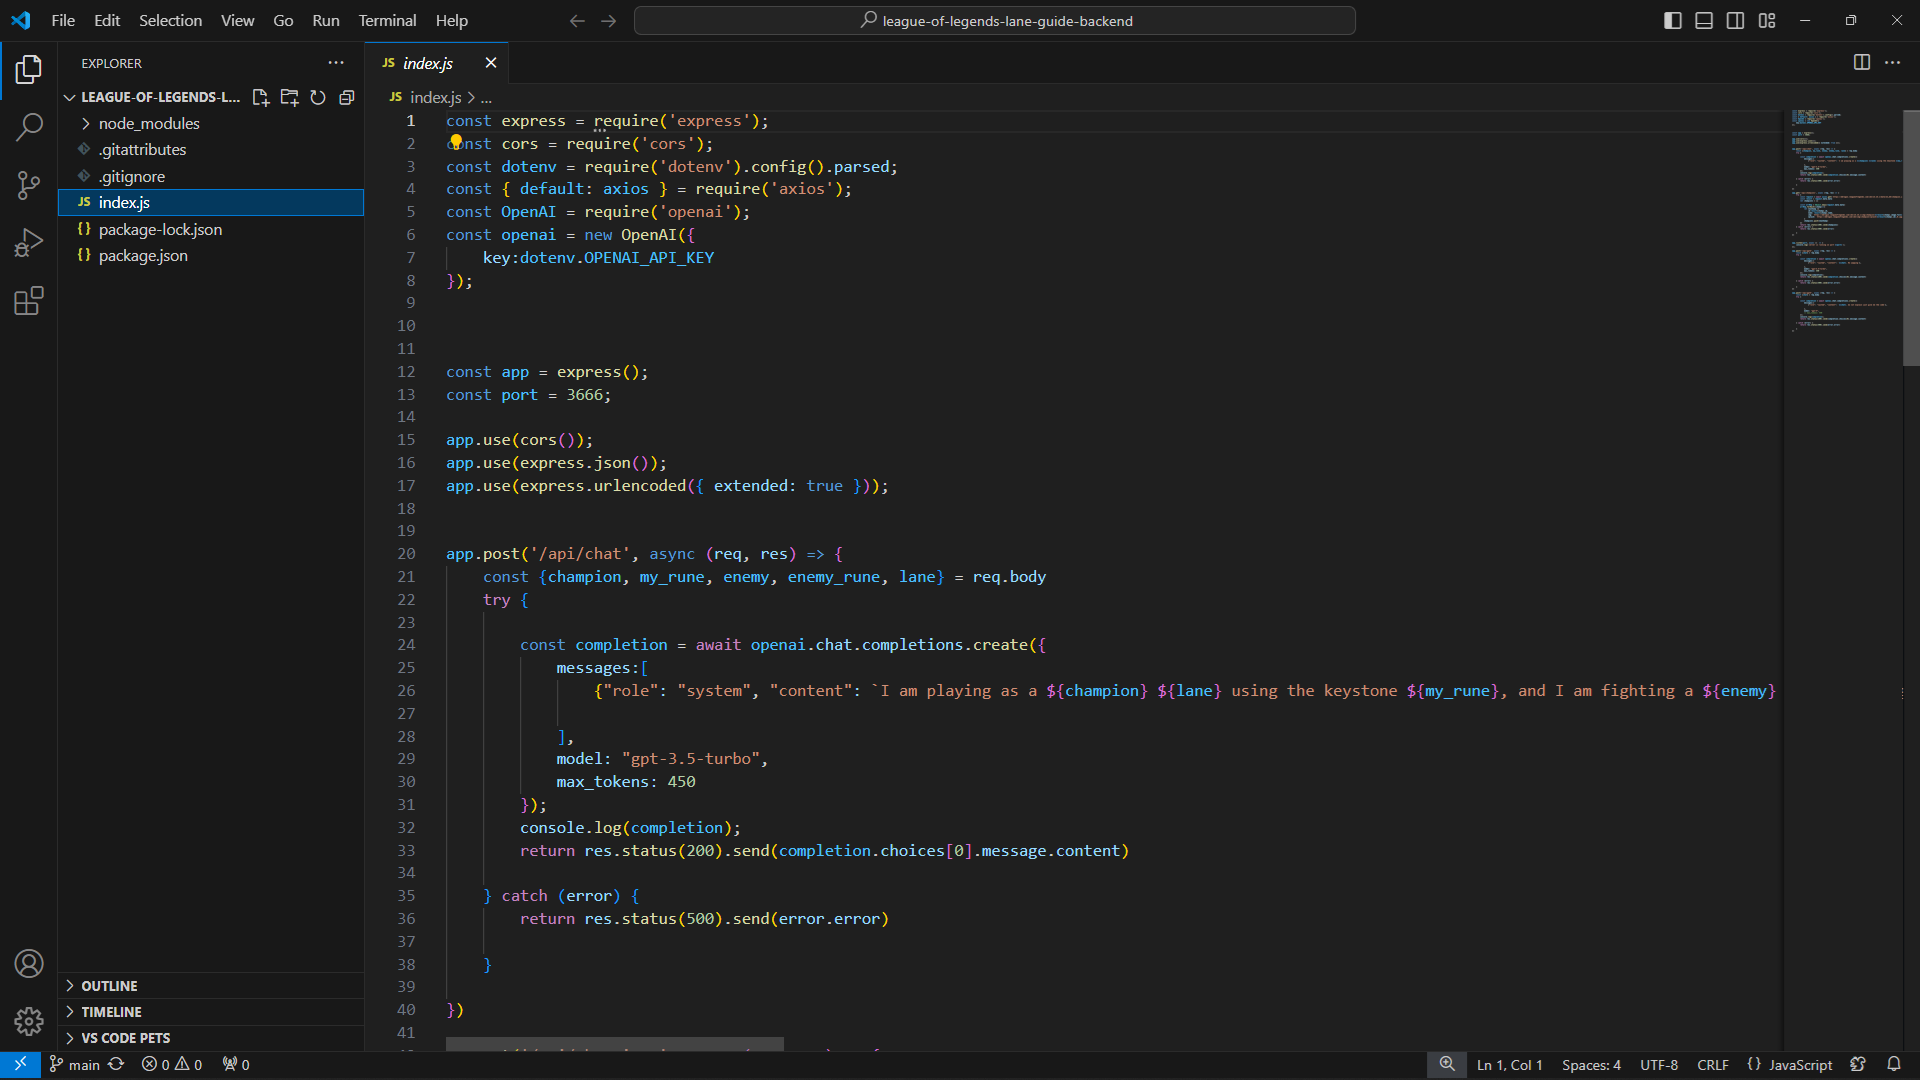 File Edit Selection View Go Run Terminal Help
league-of-legends-lane-guide-backend
EXPLORER
JS index.js
LEAGUE-OF-LEGENDS-L...
node_modules
.gitattributes
.gitignore
JS index.js
{} package-lock.json
{} package.json
JS index.js > ...
1 const express = require('express');
2 const cors = require('cors');
3 const dotenv = require('dotenv').config().parsed;
4 const { default: axios } = require('axios');
5 const OpenAI = require('openai');
6 const openai = new OpenAI({
7 key:dotenv.OPENAI_API_KEY
8 });
9
10
11
12 const app = express();
13 const port = 3666;
14
15 app.use(cors());
16 app.use(express.json());
17 app.use(express.urlencoded({ extended: true }));
18
19
20 app.post('/api/chat', async (req, res) => {
21 const {champion, my_rune, enemy, enemy_rune, lane} = req.body
22 try {
23
24 const completion = await openai.chat.completions.create({
25 messages:[
26 {"role": "system", "content": `I am playing as a ${champion} ${lane} using the keystone ${my_rune}, and I am fighting a ${enemy}
27
28 ],
29 model: "gpt-3.5-turbo",
30 max_tokens: 450
31 });
32 console.log(completion);
33 return res.status(200).send(completion.choices[0].message.content)
34
35 } catch (error) {
36 return res.status(500).send(error.error)
37
38 }
39
40 })
41
OUTLINE
TIMELINE
VS CODE PETS
main 0 0 0 Ln 1, Col 1 Spaces: 4 UTF-8 CRLF {} JavaScript